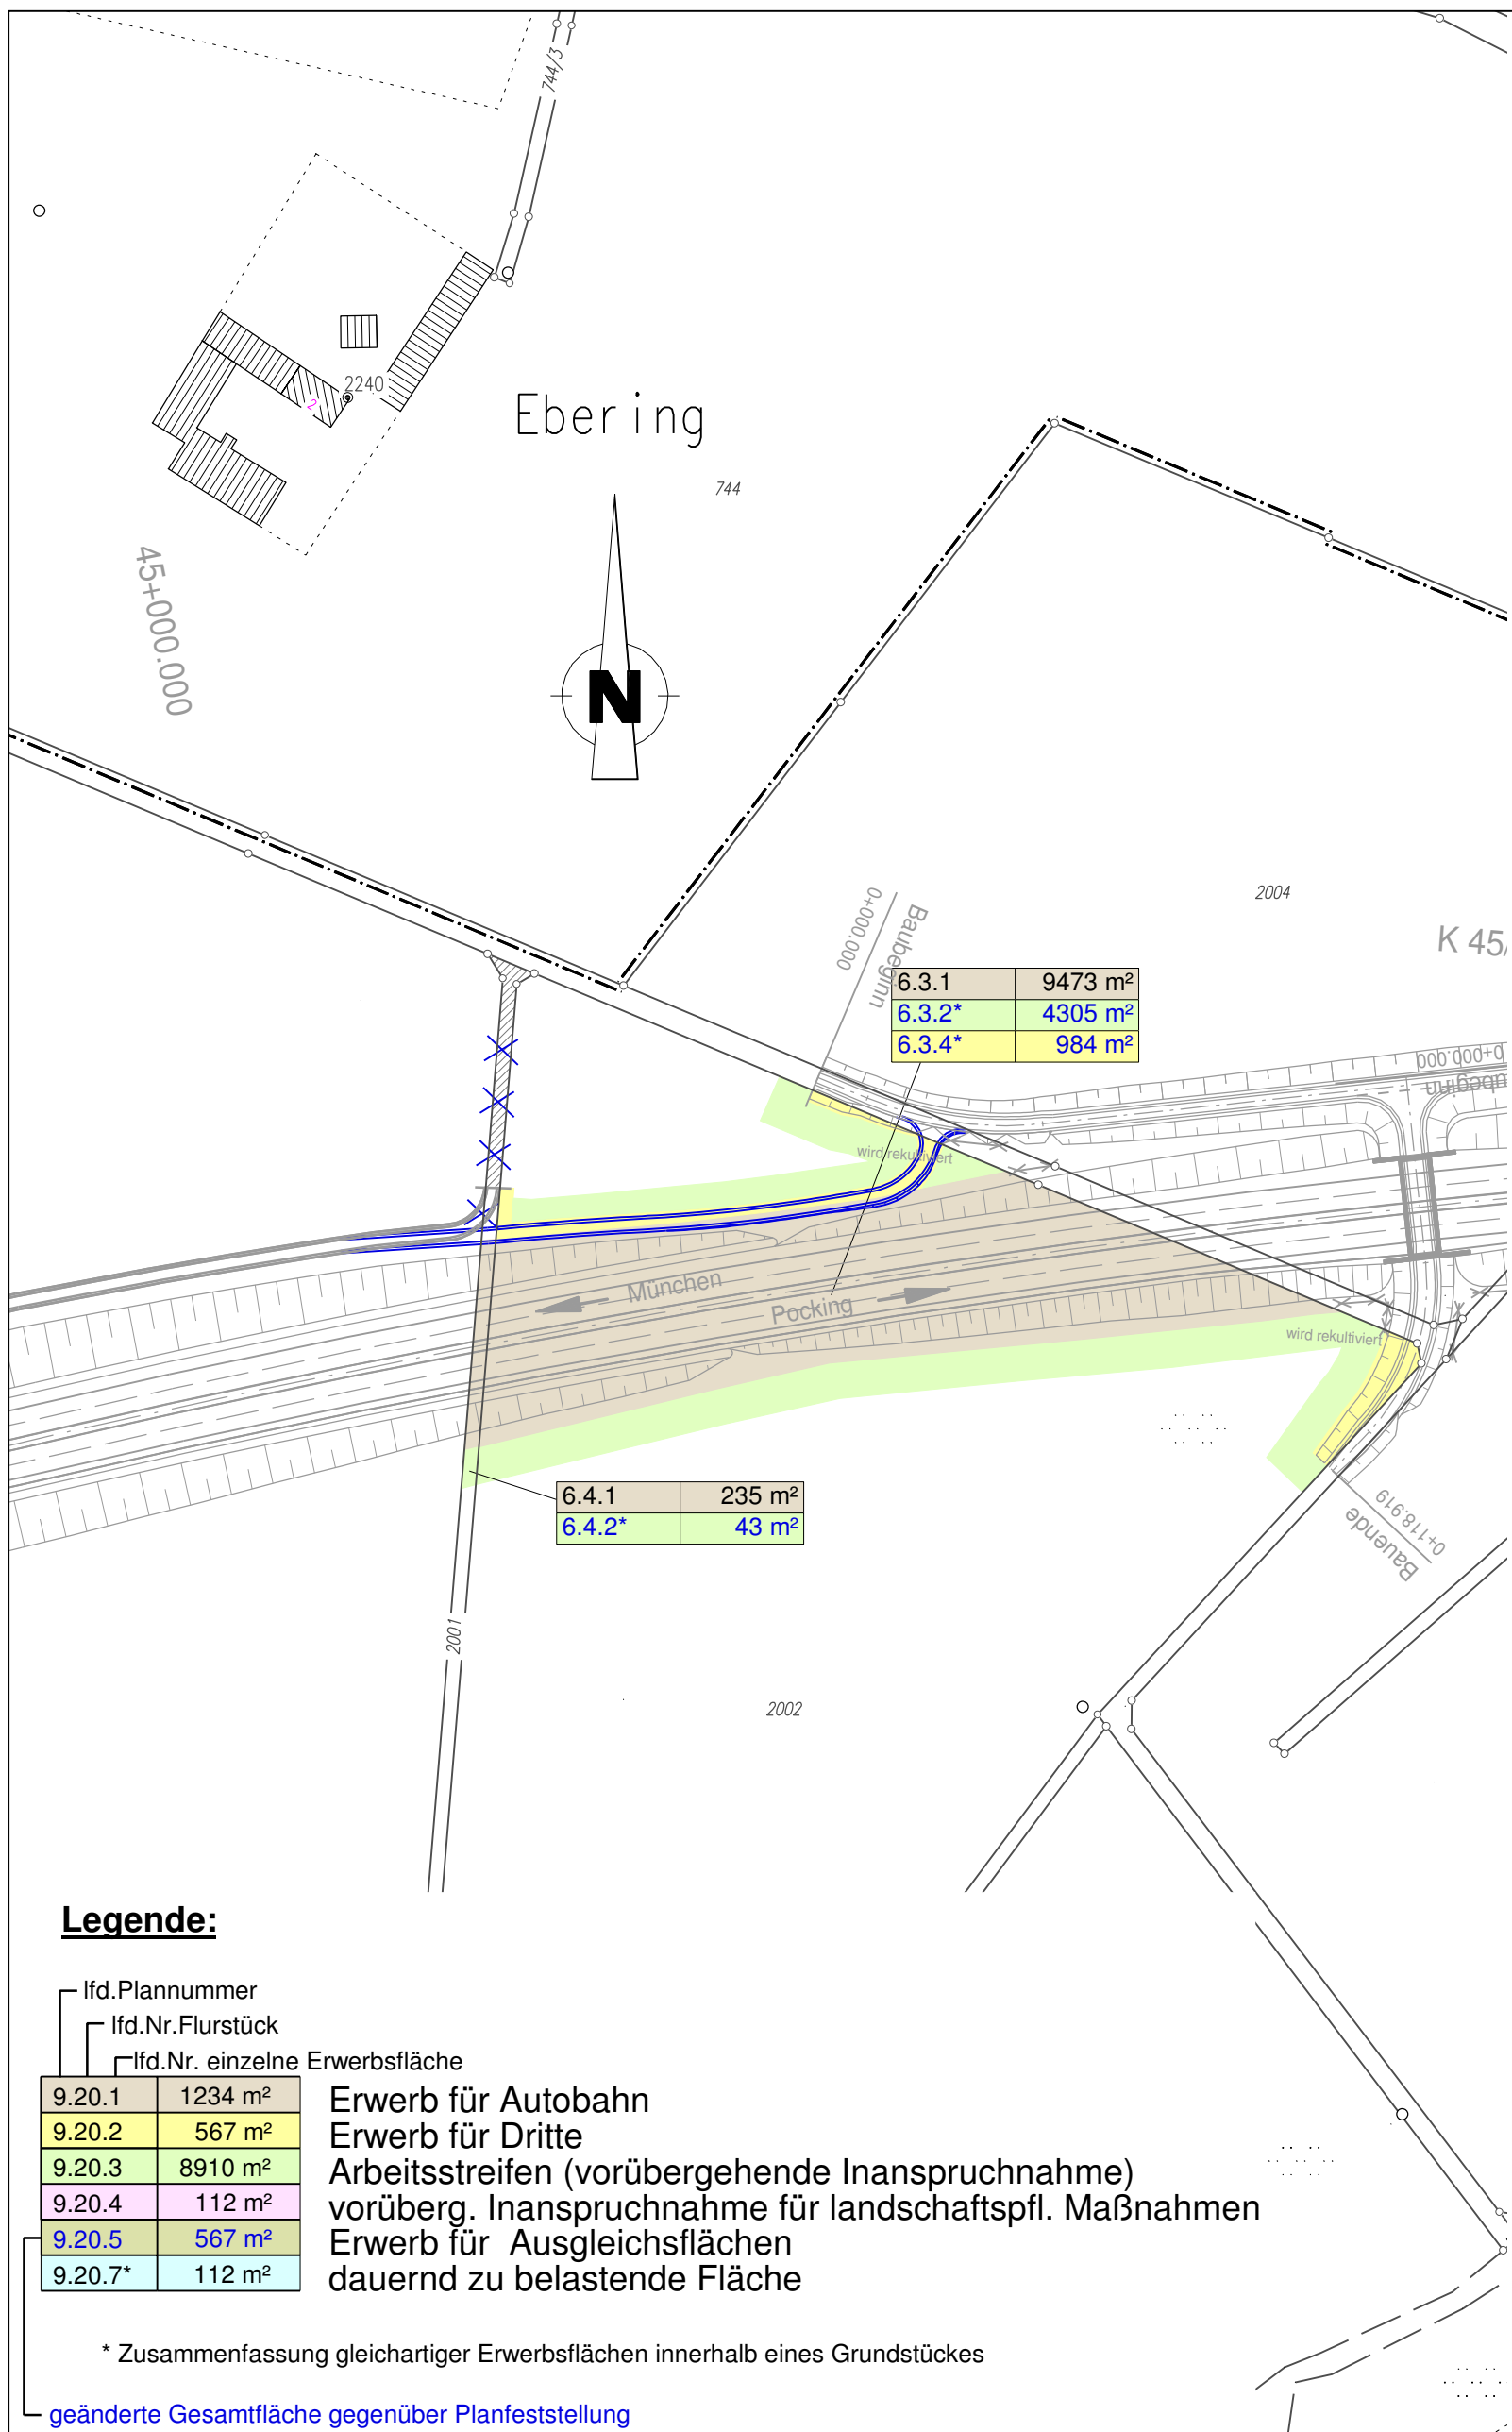 744/3
2240
2
Ebering
744
45+000.000
N
2004
K 45/
0+000.000
Baubeginn
6.3.1 9473 m²
6.3.2* 4305 m²
6.3.4* 984 m²
0+000.000
ubeginn
wird rekultiviert
München
Pocking
wird rekultiviert
6.4.1 235 m²
6.4.2* 43 m²
0+118.919
Bauende
2001
2002
Legende:
lfd.Plannummer
lfd.Nr.Flurstück
lfd.Nr. einzelne Erwerbsfläche
9.20.1 1234 m² Erwerb für Autobahn
9.20.2 567 m² Erwerb für Dritte
9.20.3 8910 m² Arbeitsstreifen (vorübergehende Inanspruchnahme)
9.20.4 112 m² vorüberg. Inanspruchnahme für landschaftspfl. Maßnahmen
9.20.5 567 m² Erwerb für Ausgleichsflächen
9.20.7* 112 m² dauernd zu belastende Fläche
* Zusammenfassung gleichartiger Erwerbsflächen innerhalb eines Grundstückes
geänderte Gesamtfläche gegenüber Planfeststellung